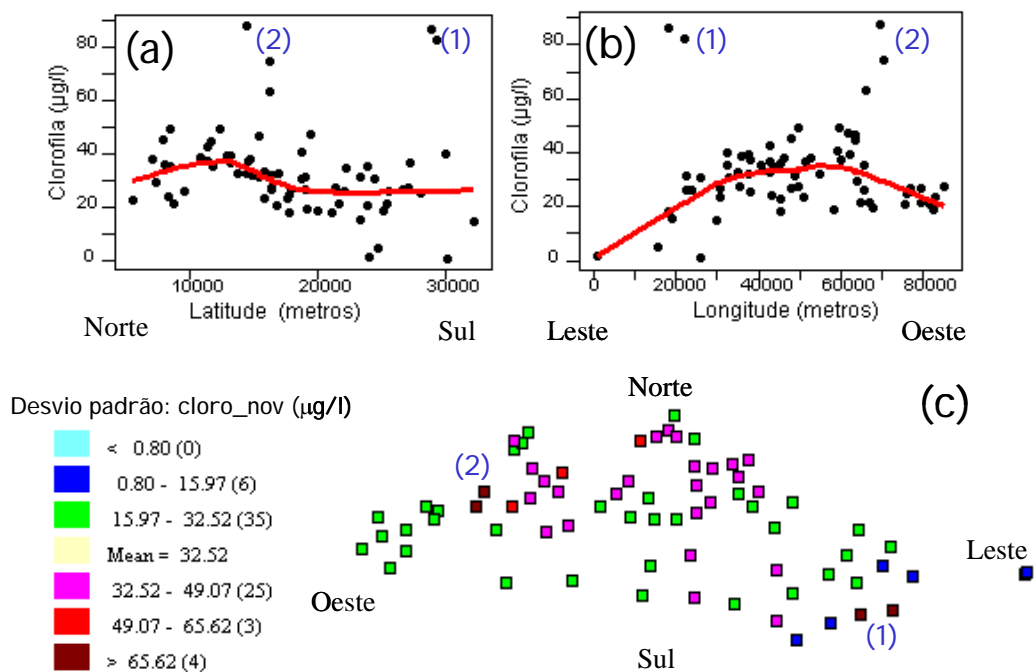 (a)
(2)
(1)
Clorofila (µg/l)
80
60
40
20
0
10000
20000
30000
Latitude (metros)
Norte
Sul
(b)
(1)
(2)
Clorofila (µg/l)
80
60
40
20
0
0
20000
40000
60000
80000
Longitude (metros)
Leste
Oeste
Desvio padrão: cloro_nov (µg/l)
< 0.80 (0)
0.80 - 15.97 (6)
15.97 - 32.52 (35)
Mean = 32.52
32.52 - 49.07 (25)
49.07 - 65.62 (3)
> 65.62 (4)
Norte
(c)
(2)
Leste
Oeste
(1)
Sul